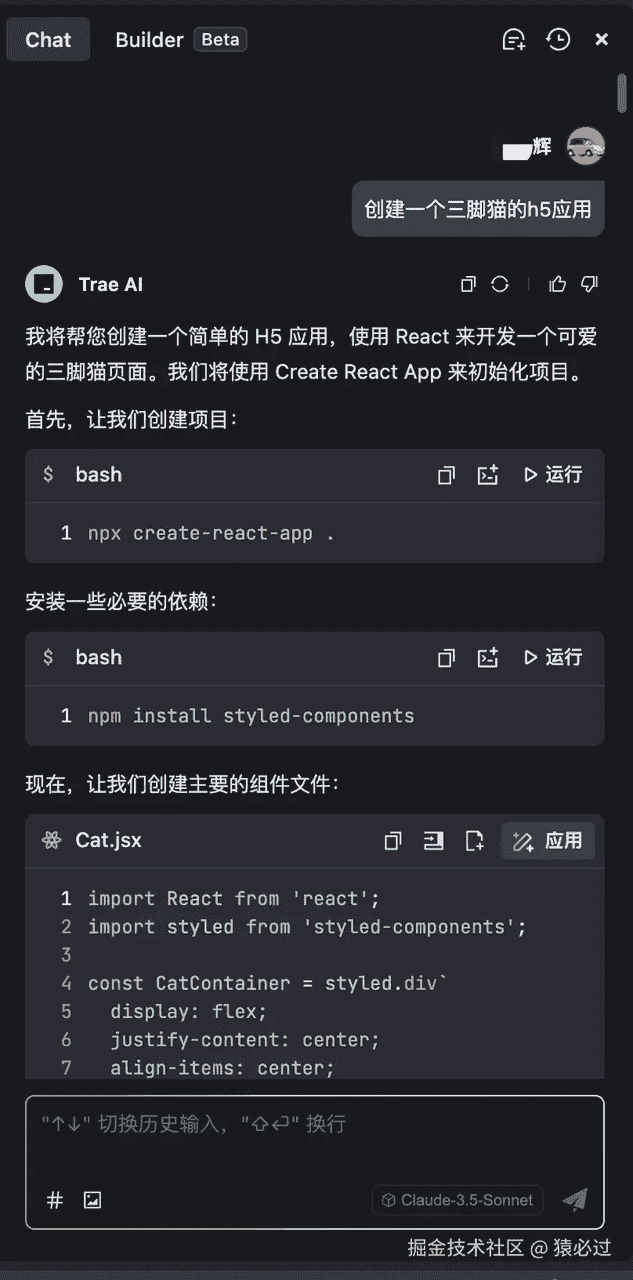 Chat Builder Beta
辉
创建一个三脚猫的h5应用
Trae AI
我将帮您创建一个简单的 H5 应用，使用 React 来开发一个可爱
的三脚猫页面。我们将使用 Create React App 来初始化项目。
首先，让我们创建项目：
$ bash 运行
1 npx create-react-app .
安装一些必要的依赖：
$ bash 运行
1 npm install styled-components
现在，让我们创建主要的组件文件：
Cat.jsx 应用
1 import React from 'react';
2 import styled from 'styled-components';
3
4 const CatContainer = styled.div`
5 display: flex;
6 justify-content: center;
7 align-items: center;
"↑↓" 切换历史输入，"⇧⏎" 换行
# Claude-3.5-Sonnet
掘金技术社区 @ 猿必过